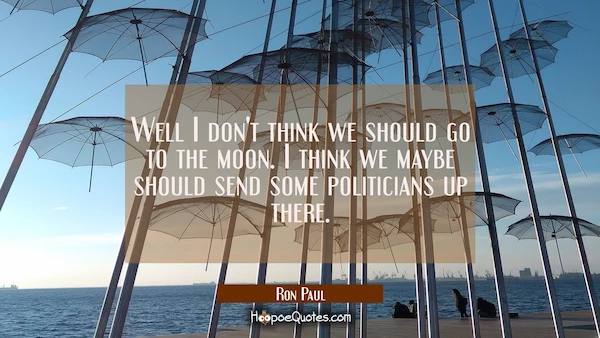 Well I don't think we should go
to the moon. I think we maybe
should send some politicians up
there.
Ron Paul
HoopoeQuotes.com